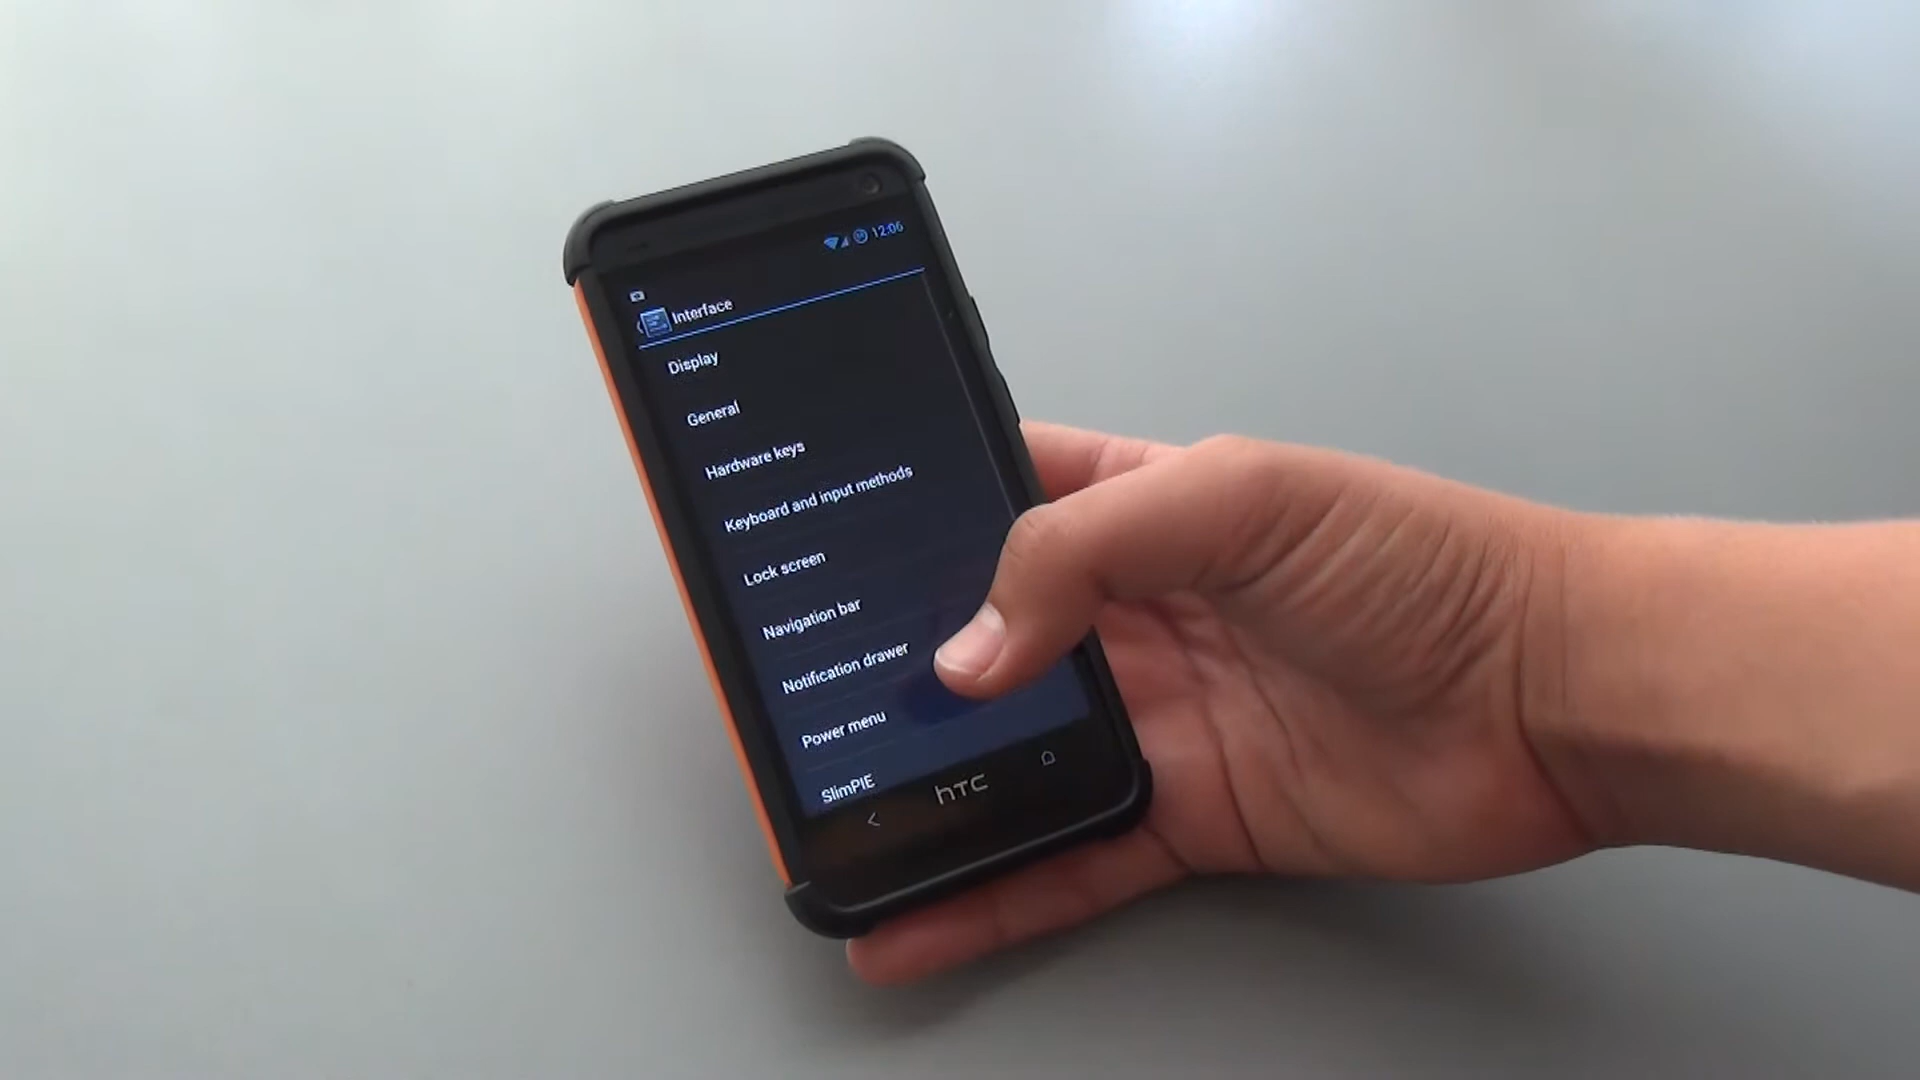 12:06
Interface
Display
General
Hardware keys
Keyboard and input methods
Lock screen
Navigation bar
Notification drawer
Power menu
SlimPIE
hTC